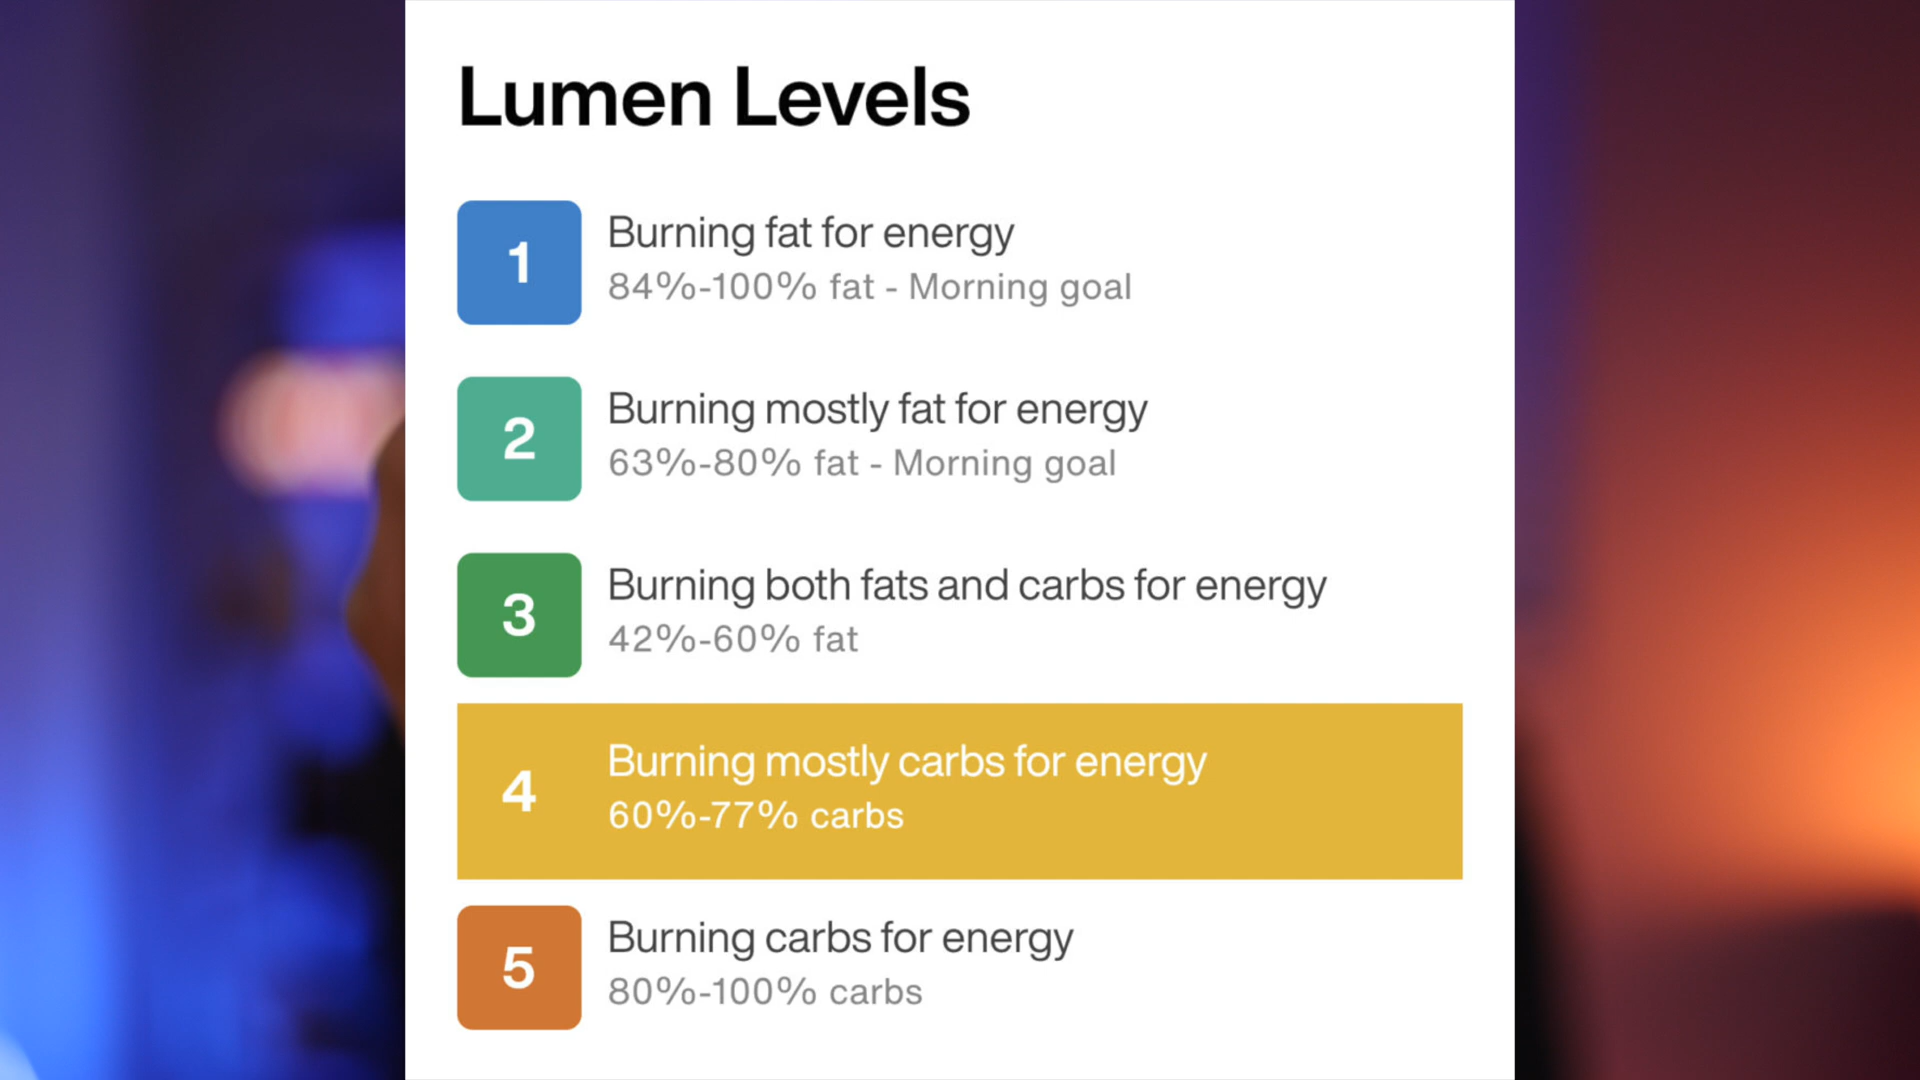 Lumen Levels
1
Burning fat for energy
84%-100% fat - Morning goal
2
Burning mostly fat for energy
63%-80% fat - Morning goal
3
Burning both fats and carbs for energy
42%-60% fat
4
Burning mostly carbs for energy
60%-77% carbs
5
Burning carbs for energy
80%-100% carbs